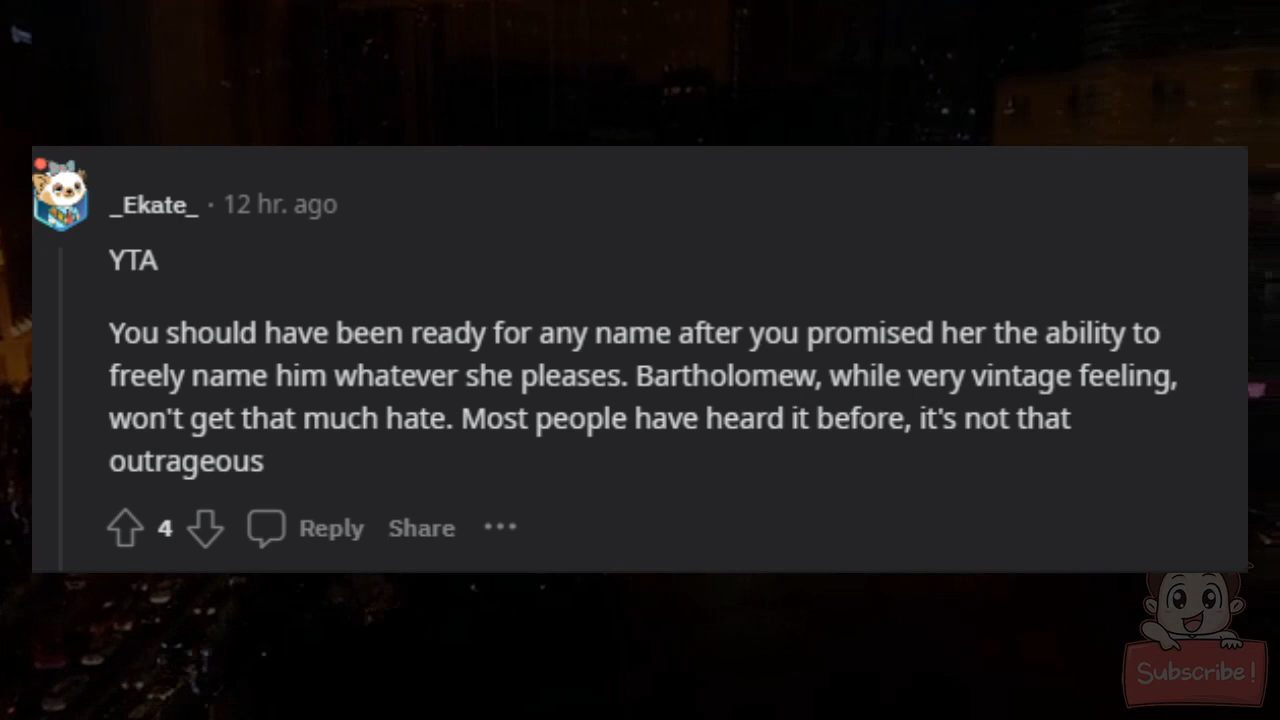 _Ekate_ · 12 hr. ago
YTA
You should have been ready for any name after you promised her the ability to
freely name him whatever she pleases. Bartholomew, while very vintage feeling,
won't get that much hate. Most people have heard it before, it's not that
outrageous
4 Reply Share ···
Subscribe!